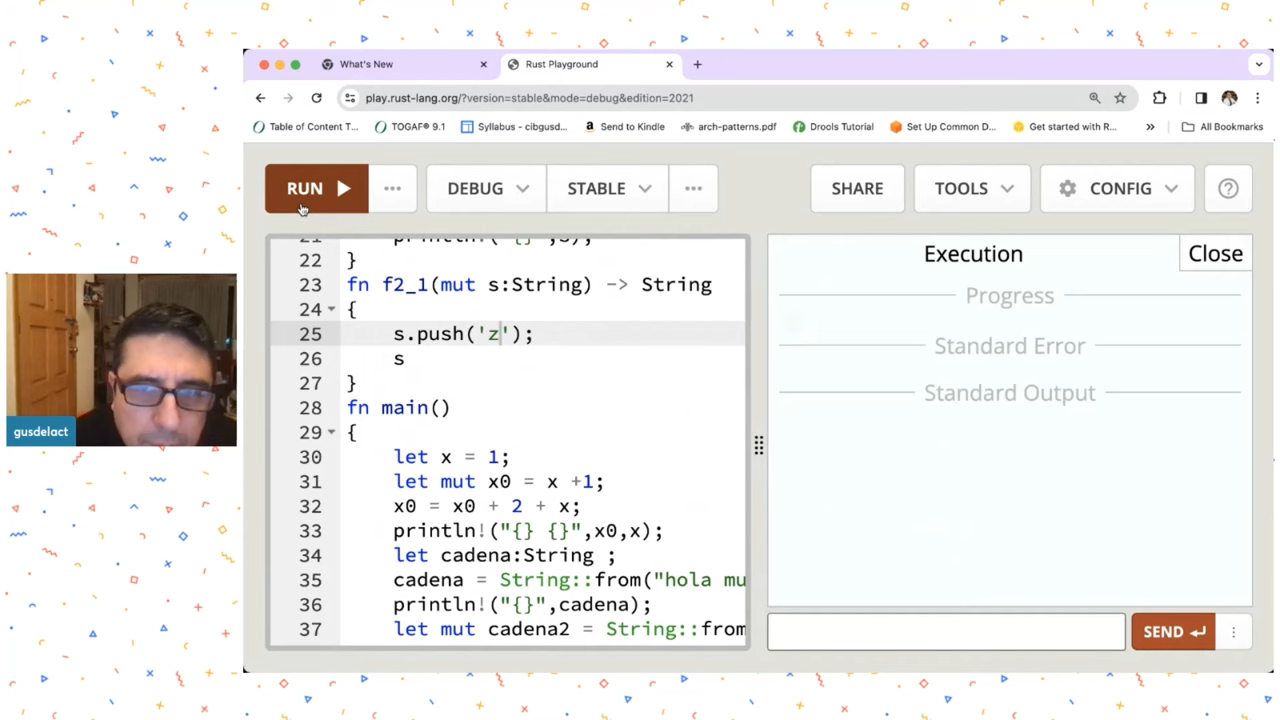 What's New
Rust Playground
play.rust-lang.org/?version=stable&mode=debug&edition=2021
Table of Content T...
TOGAF® 9.1
Syllabus - cibgusd...
Send to Kindle
arch-patterns.pdf
Drools Tutorial
Set Up Common D...
Get started with R...
»
All Bookmarks
RUN
...
DEBUG
STABLE
...
SHARE
TOOLS
CONFIG
?
21 println!("{}",s);
22 }
23 fn f2_1(mut s:String) -> String
24 {
25 s.push('z');
26 s
27 }
28 fn main()
29 {
30 let x = 1;
31 let mut x0 = x +1;
32 x0 = x0 + 2 + x;
33 println!("{} {}",x0,x);
34 let cadena:String ;
35 cadena = String::from("hola mu
36 println!("{}",cadena);
37 let mut cadena2 = String::from
Execution
Close
Progress
Standard Error
Standard Output
SEND
gusdelact